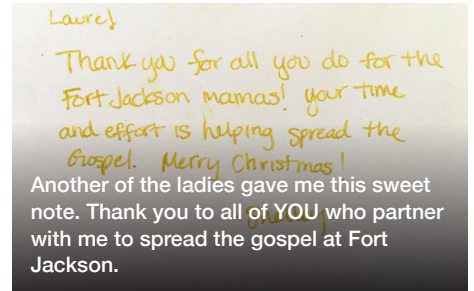 Laurel
Thank you for all you do for the
Fort Jackson mamas! your time
and effort is helping spread the
Gospel. Merry Christmas!
Another of the ladies gave me this sweet
note. Thank you to all of YOU who partner
with me to spread the gospel at Fort
Jackson.